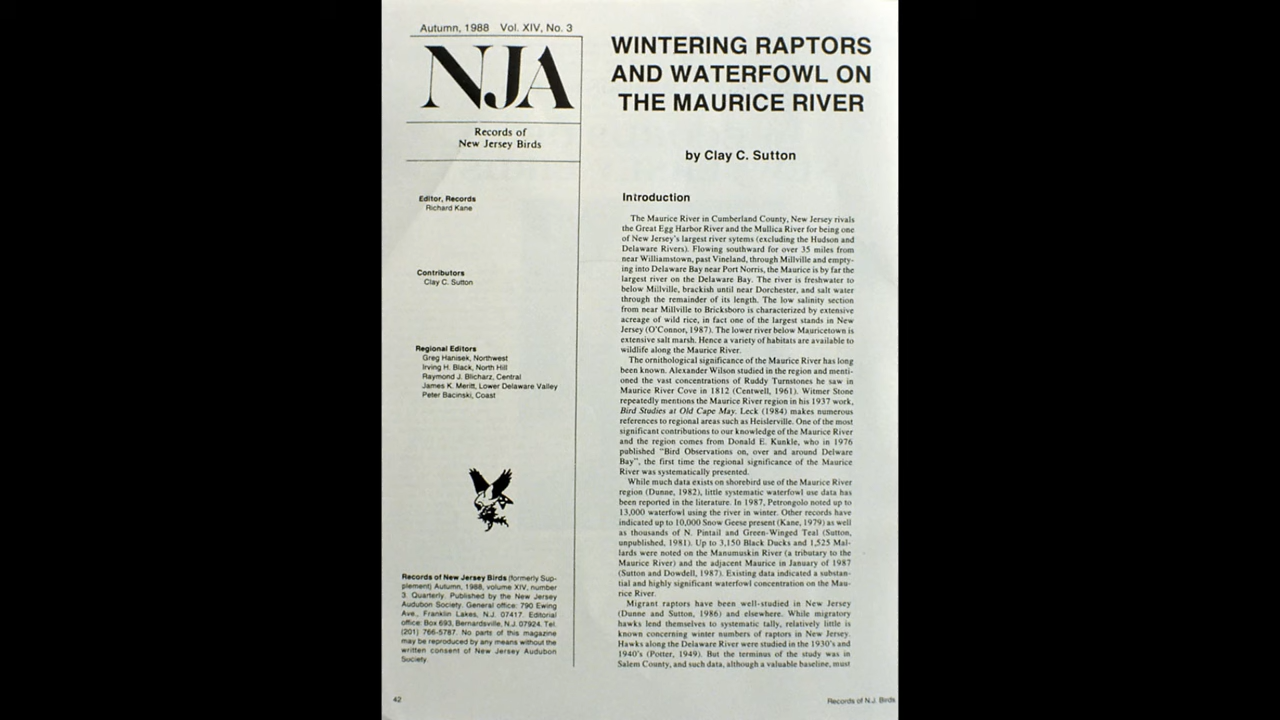 Autumn, 1988 Vol. XIV, No. 3
NJA
Records of
New Jersey Birds
Editor, Records
Richard Kane
Contributors
Clay C. Sutton
Regional Editors
Greg Hanisek, Northwest
Irving H. Black, North Hill
Raymond J. Blicharz, Central
James K. Meritt, Lower Delaware Valley
Peter Bacinski, Coast
Records of New Jersey Birds (formerly Sup-
plement) Autumn, 1988, volume XIV, number
3. Quarterly. Published by the New Jersey
Audubon Society. General office: 790 Ewing
Ave., Franklin Lakes, N.J. 07417. Editorial
office: Box 693, Bernardsville, N.J. 07924. Tel.
(201) 766-5787. No parts of this magazine
may be reproduced by any means without the
written consent of New Jersey Audubon
Society.
42
WINTERING RAPTORS
AND WATERFOWL ON
THE MAURICE RIVER
by Clay C. Sutton
Introduction
The Maurice River in Cumberland County, New Jersey rivals
the Great Egg Harbor River and the Mullica River for being one
of New Jersey's largest river sytems (excluding the Hudson and
Delaware Rivers). Flowing southward for over 35 miles from
near Williamstown, past Vineland, through Millville and empty-
ing into Delaware Bay near Port Norris, the Maurice is by far the
largest river on the Delaware Bay. The river is freshwater to
below Millville, brackish until near Dorchester, and salt water
through the remainder of its length. The low salinity section
from near Millville to Bricksboro is characterized by extensive
acreage of wild rice, in fact one of the largest stands in New
Jersey (O'Connor, 1987). The lower river below Mauricetown is
extensive salt marsh. Hence a variety of habitats are available to
wildlife along the Maurice River.
The ornithological significance of the Maurice River has long
been known. Alexander Wilson studied in the region and menti-
oned the vast concentrations of Ruddy Turnstones he saw in
Maurice River Cove in 1812 (Centwell, 1961). Witmer Stone
repeatedly mentions the Maurice River region in his 1937 work,
Bird Studies at Old Cape May. Leck (1984) makes numerous
references to regional areas such as Heislerville. One of the most
significant contributions to our knowledge of the Maurice River
and the region comes from Donald E. Kunkle, who in 1976
published "Bird Observations on, over and around Delware
Bay", the first time the regional significance of the Maurice
River was systematically presented.
While much data exists on shorebird use of the Maurice River
region (Dunne, 1982), little systematic waterfowl use data has
been reported in the literature. In 1987, Petrongolo noted up to
13,000 waterfowl using the river in winter. Other records have
indicated up to 10,000 Snow Geese present (Kane, 1979) as well
as thousands of N. Pintail and Green-Winged Teal (Sutton,
unpublished, 1981). Up to 3,150 Black Ducks and 1,525 Mal-
lards were noted on the Manumuskin River (a tributary to the
Maurice River) and the adjacent Maurice in January of 1987
(Sutton and Dowdell, 1987). Existing data indicated a substan-
tial and highly significant waterfowl concentration on the Mau-
rice River.
Migrant raptors have been well-studied in New Jersey
(Dunne and Sutton, 1986) and elsewhere. While migratory
hawks lend themselves to systematic tally, relatively little is
known concerning winter numbers of raptors in New Jersey.
Hawks along the Delaware River were studied in the 1930's and
1940's (Potter, 1949). But the terminus of the study was in
Salem County, and such data, although a valuable baseline, must
Records of N.J. Birds